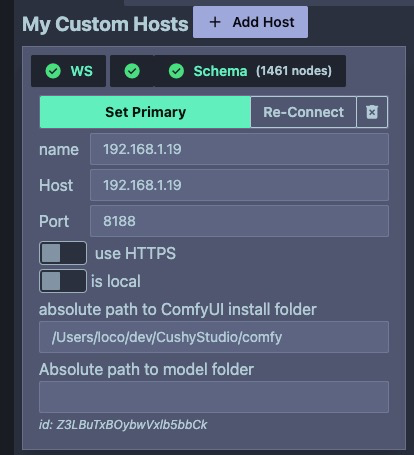 My Custom Hosts + Add Host
WS Schema (1461 nodes)
Set Primary Re-Connect
name 192.168.1.19
Host 192.168.1.19
Port 8188
use HTTPS
is local
absolute path to ComfyUI install folder
/Users/loco/dev/CushyStudio/comfy
Absolute path to model folder
id: Z3LBuTxBOybwVxlb5bbCk